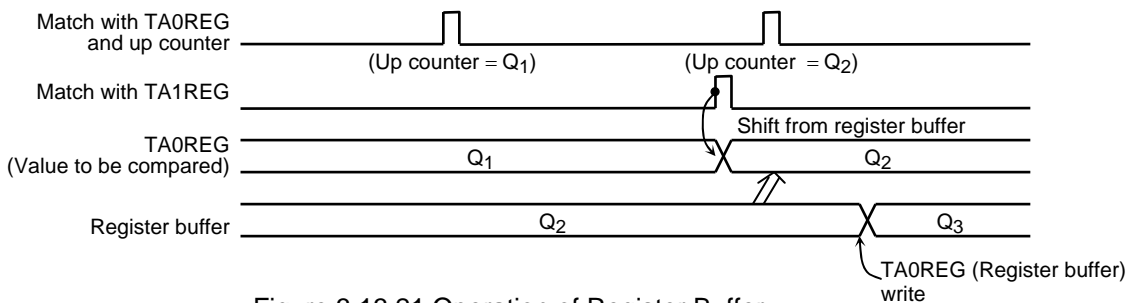 Match with TA0REG
and up counter
(Up counter = Q1)
(Up counter = Q2)
Match with TA1REG
Shift from register buffer
TA0REG
(Value to be compared)
Q1
Q2
Register buffer
Q2
Q3
TA0REG (Register buffer)
write